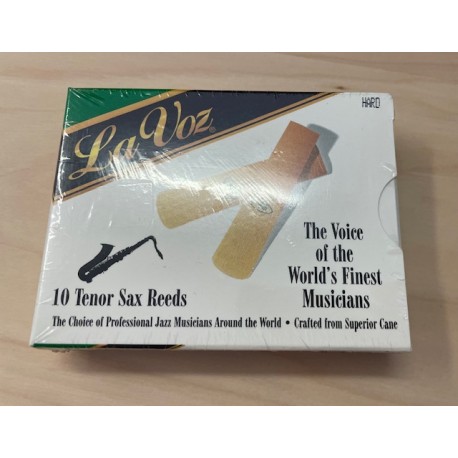 HARD
La Voz®
The Voice
of the
World's Finest
Musicians
10 Tenor Sax Reeds
The Choice of Professional Jazz Musicians Around the World • Crafted from Superior Cane